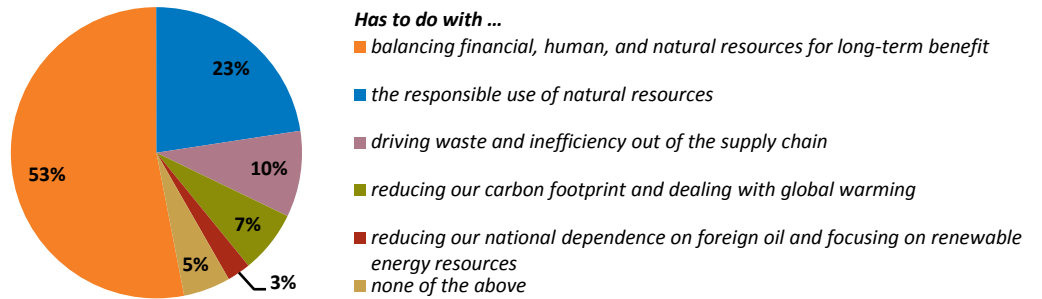 Has to do with …
balancing financial, human, and natural resources for long-term benefit
23%
the responsible use of natural resources
driving waste and inefficiency out of the supply chain
10%
53%
reducing our carbon footprint and dealing with global warming
7%
reducing our national dependence on foreign oil and focusing on renewable
energy resources
5%
3%
none of the above